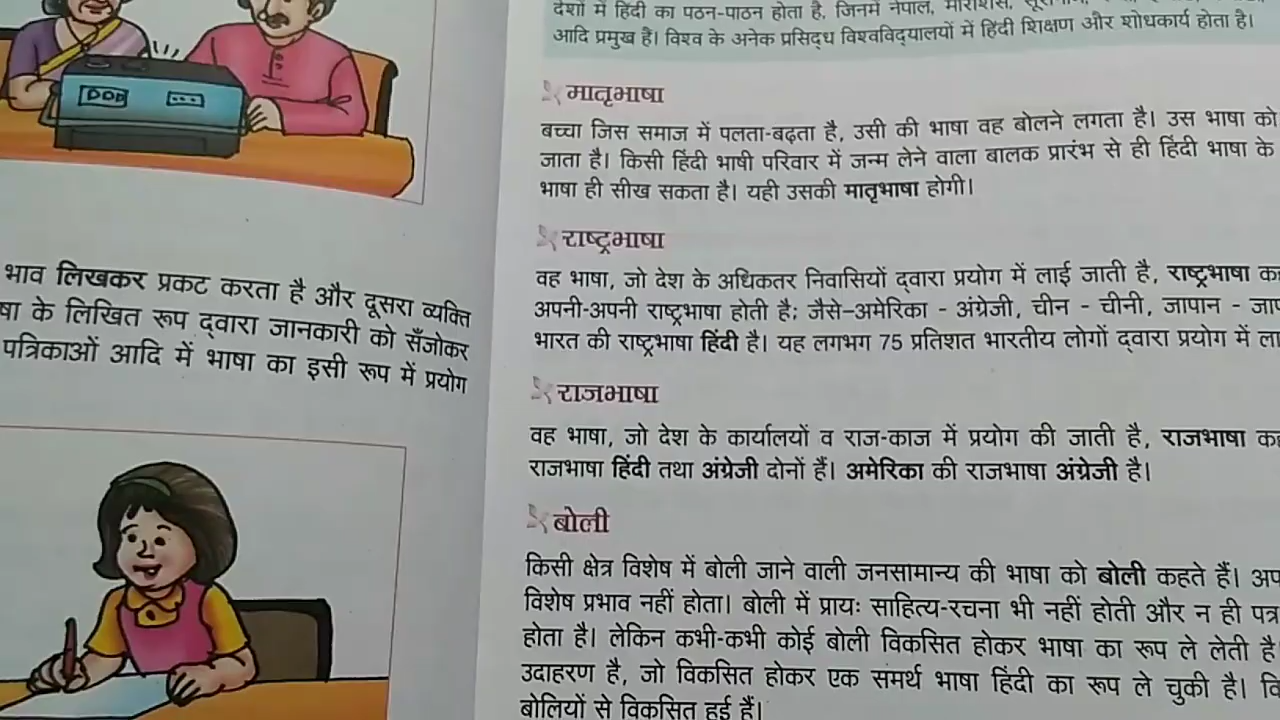 भाव लिखकर प्रकट करता है और दूसरा व्यक्ति
के लिखित रूप द्वारा जानकारी को सँजोकर
पत्रिकाओं आदि में भाषा का इसी रूप में प्रयोग
देशों में हिंदी का पठन-पाठन होता है, जिनमें नेपाल, मॉरीशस,
आदि प्रमुख हैं। विश्व के अनेक प्रसिद्ध विश्वविद्यालयों में हिंदी शिक्षण और शोधकार्य होता है।
मातृभाषा
बच्चा जिस समाज में पलता-बढ़ता है, उसी की भाषा वह बोलने लगता है। उस भाषा को
जाता है। किसी हिंदी भाषी परिवार में जन्म लेने वाला बालक प्रारंभ से ही हिंदी भाषा के
भाषा ही सीख सकता है। यही उसकी मातृभाषा होगी।
राष्ट्रभाषा
वह भाषा, जो देश के अधिकतर निवासियों द्वारा प्रयोग में लाई जाती है, राष्ट्रभाषा
अपनी-अपनी राष्ट्रभाषा होती है; जैसे–अमेरिका - अंग्रेज़ी, चीन - चीनी, जापान -
भारत की राष्ट्रभाषा हिंदी है। यह लगभग 75 प्रतिशत भारतीय लोगों द्वारा प्रयोग में
राजभाषा
वह भाषा, जो देश के कार्यालयों व राज-काज में प्रयोग की जाती है, राजभाषा
राजभाषा हिंदी तथा अंग्रेज़ी दोनों हैं। अमेरिका की राजभाषा अंग्रेज़ी है।
बोली
किसी क्षेत्र विशेष में बोली जाने वाली जनसामान्य की भाषा को बोली कहते हैं।
विशेष प्रभाव नहीं होता। बोली में प्रायः साहित्य-रचना भी नहीं होती और न ही पत्र
होता है। लेकिन कभी-कभी कोई बोली विकसित होकर भाषा का रूप ले लेती है
उदाहरण है, जो विकसित होकर एक समर्थ भाषा हिंदी का रूप ले चुकी है।
बोलियों से विकसित हुई हैं।